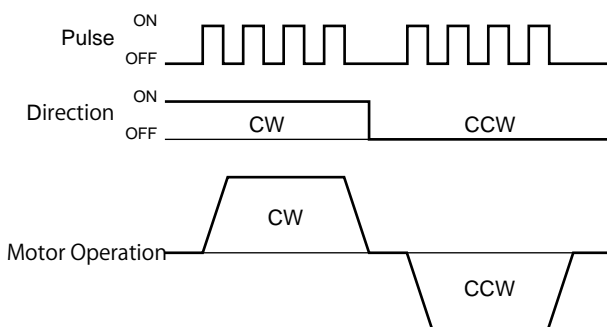 ON
Pulse
OFF
ON
Direction
OFF
CW CCW
CW
Motor Operation
CCW